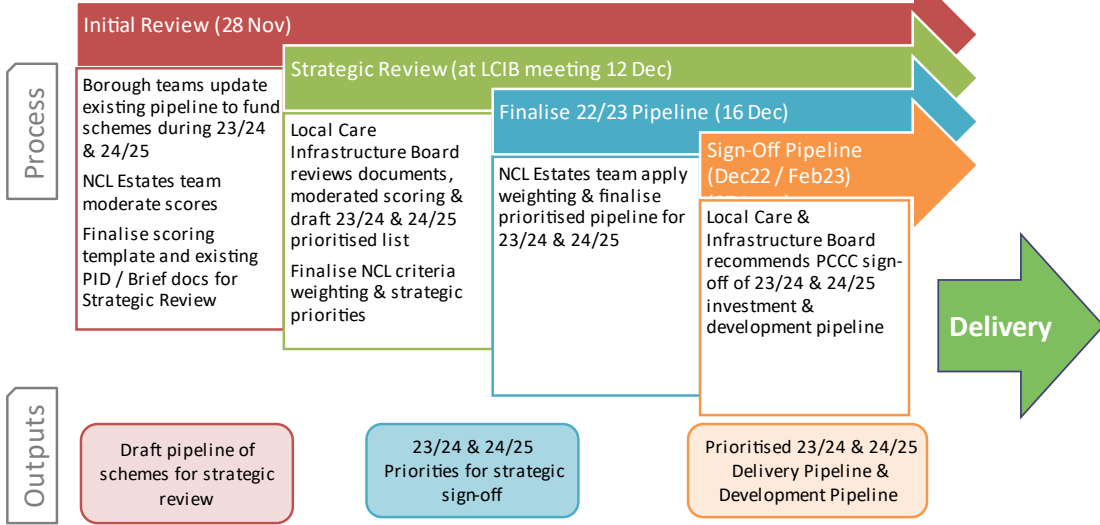 Process
Initial Review (28 Nov)
Borough teams update
existing pipeline to fund
schemes during 23/24
& 24/25
NCL Estates team
moderate scores
Finalise scoring
template and existing
PID / Brief docs for
Strategic Review
Strategic Review (at LCIB meeting 12 Dec)
Local Care
Infrastructure Board
reviews documents,
moderated scoring &
draft 23/24 & 24/25
prioritised list
Finalise NCL criteria
weighting & strategic
priorities
Finalise 22/23 Pipeline (16 Dec)
NCL Estates team apply
weighting & finalise
prioritised pipeline for
23/24 & 24/25
Sign-Off Pipeline
(Dec22 / Feb23)
Local Care &
Infrastructure Board
recommends PCCC sign-
off of 23/24 & 24/25
investment &
development pipeline
Delivery
Outputs
Draft pipeline of
schemes for strategic
review
23/24 & 24/25
Priorities for strategic
sign-off
Prioritised 23/24 & 24/25
Delivery Pipeline &
Development Pipeline